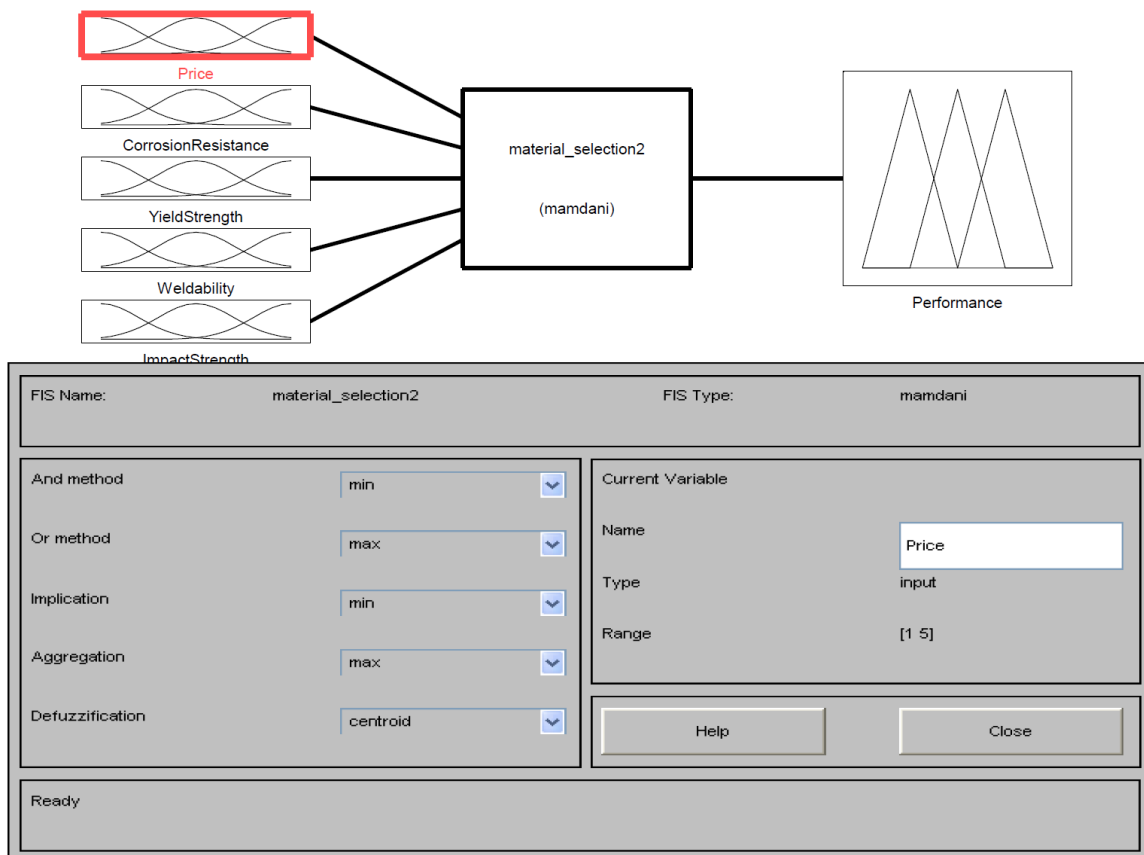 Price
CorrosionResistance
YieldStrength
Weldability
ImpactStrength
material_selection2
(mamdani)
Performance
FIS Name: material_selection2 FIS Type: mamdani
And method min
Or method max
Implication min
Aggregation max
Defuzzification centroid
Current Variable
Name Price
Type input
Range [1 5]
Help Close
Ready